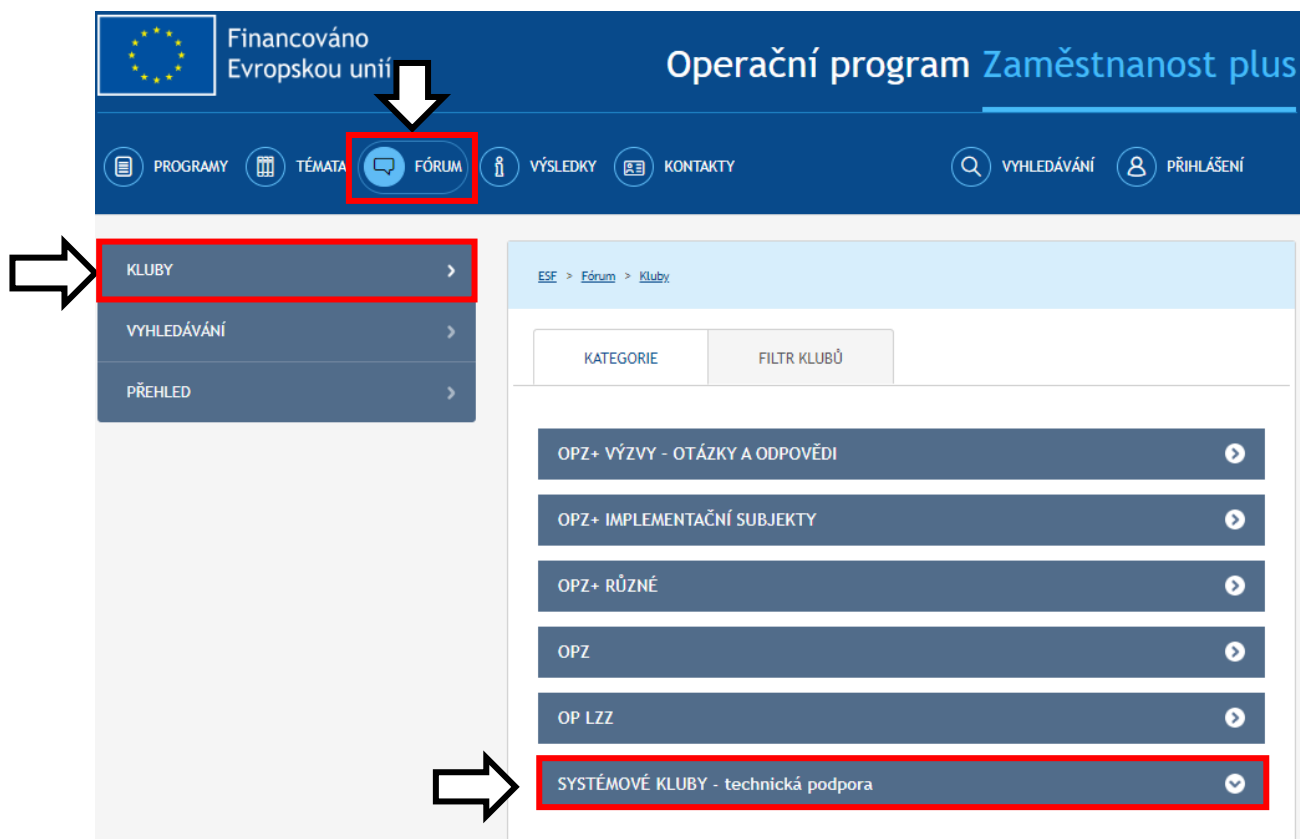 Financováno
Evropskou unií
Operační program Zaměstnanost plus
PROGRAMY TÉMATA FÓRUM VÝSLEDKY KONTAKTY VYHLEDÁVÁNÍ PŘIHLÁŠENÍ
KLUBY
VYHLEDÁVÁNÍ
PŘEHLED
ESF > Fórum > Kluby
KATEGORIE FILTR KLUBŮ
OPZ+ VÝZVY – OTÁZKY A ODPOVĚDI
OPZ+ IMPLEMENTAČNÍ SUBJEKTY
OPZ+ RŮZNÉ
OPZ
OP LZZ
SYSTÉMOVÉ KLUBY - technická podpora